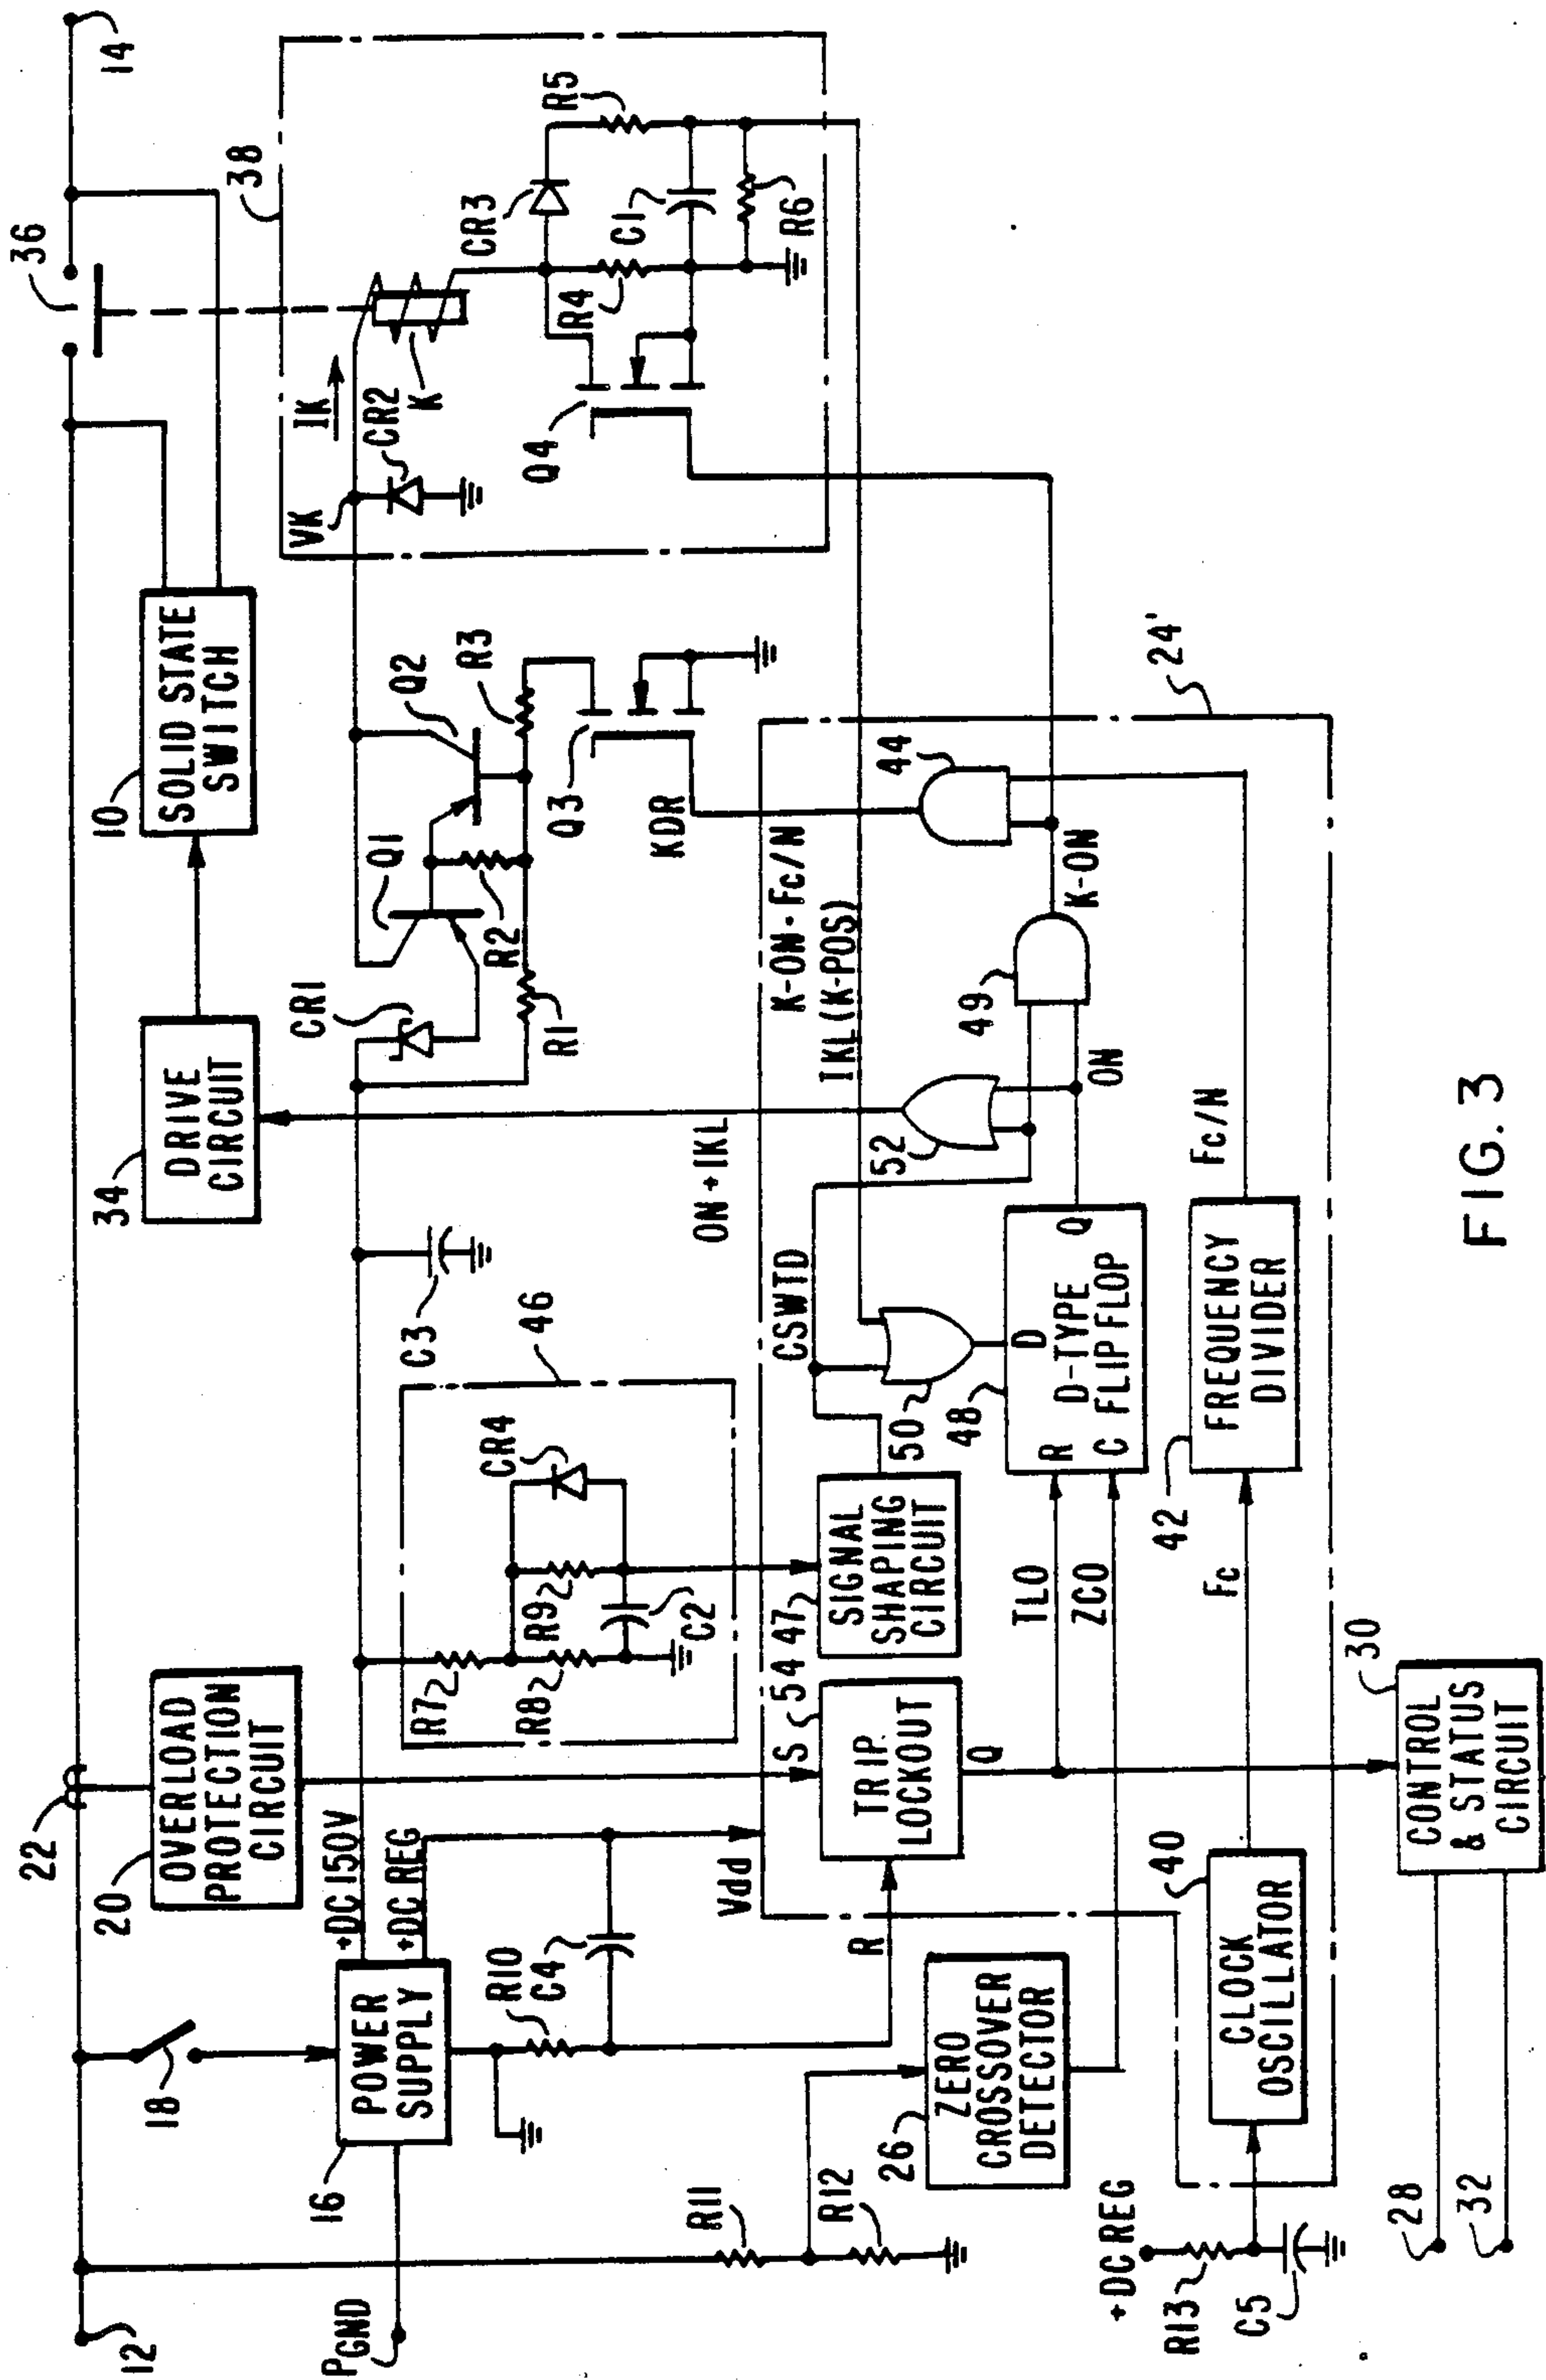 12
22
36
14
18
16
POWER
SUPPLY
PGND
20
OVERLOAD
PROTECTION
CIRCUIT
34
DRIVE
CIRCUIT
10
SOLID STATE
SWITCH
38
+DC 150V
+DC REG
R10
C4
Vdd
R7
R8
R9
C2
CR4
46
C3
CR1
Q1
Q2
R1
R2
R3
Q3
KDR
VK
IK
CR2
K
Q4
CR3
R4
C1
R5
R6
R11
R12
26
ZERO
CROSSOVER
DETECTOR
R
S
54
TRIP
LOCKOUT
Q
47
SIGNAL
SHAPING
CIRCUIT
CSWTD
ON+IKL
K-ON·Fc/N
IKL(K-POS)
50
52
49
44
24'
K-ON
ON
TLO
ZCO
48
D
R
C
Q
D-TYPE
FLIP FLOP
42
FREQUENCY
DIVIDER
Fc
Fc/N
40
CLOCK
OSCILLATOR
+DC REG
R13
C5
28
32
30
CONTROL
& STATUS
CIRCUIT
FIG. 3